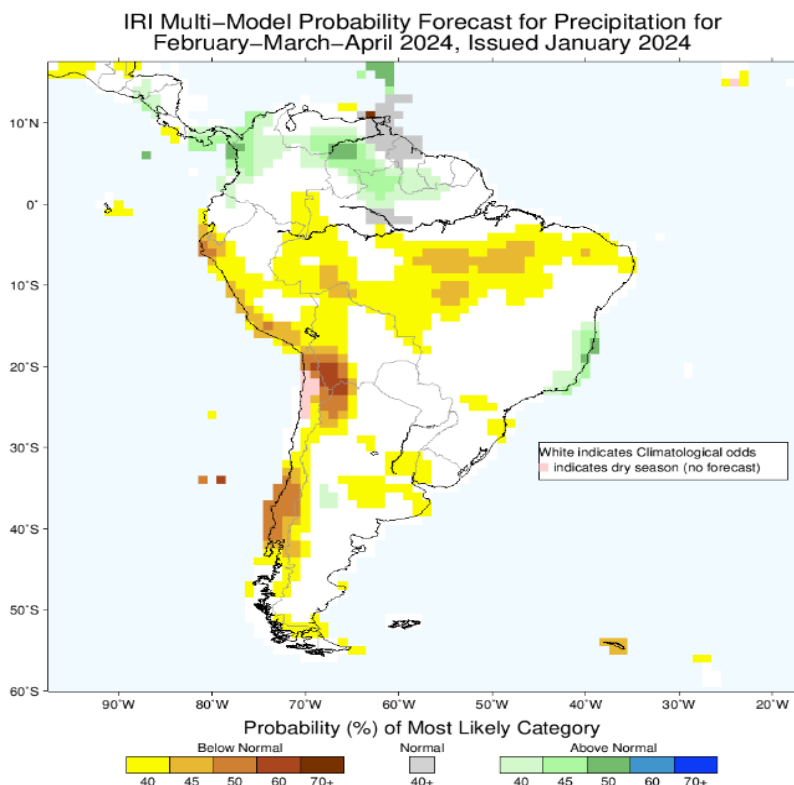 IRI Multi-Model Probability Forecast for Precipitation for
February-March-April 2024, Issued January 2024
10°N
0°
10°S
20°S
30°S
40°S
50°S
60°S
White indicates Climatological odds
indicates dry season (no forecast)
90°W 80°W 70°W 60°W 50°W 40°W 30°W 20°W
Probability (%) of Most Likely Category
Below Normal Normal Above Normal
40 45 50 60 70+ 40+ 40 45 50 60 70+